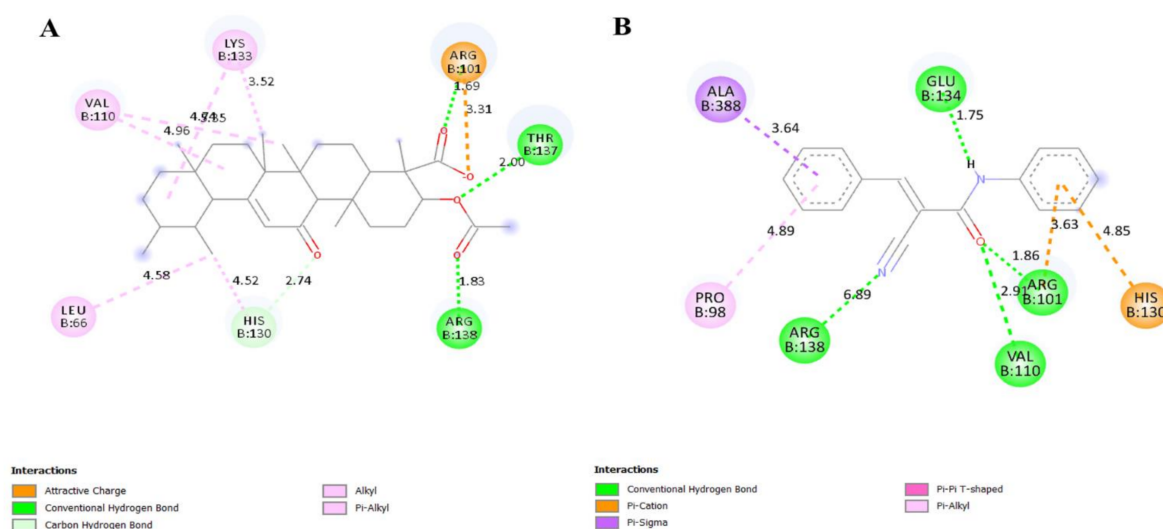 A
LYS
B:133
ARG
B:101
1.69
3.52
3.31
VAL
B:110
4.96
THR
B:137
2.00
O
-O
O
O
O
4.58
4.52
2.74
1.83
LEU
B:66
HIS
B:130
ARG
B:138
Interactions
Attractive Charge
Conventional Hydrogen Bond
Carbon Hydrogen Bond
Alkyl
Pi-Alkyl
B
GLU
B:134
ALA
B:388
1.75
3.64
H
N
4.89
3.63
4.85
O
1.86
N
2.91
6.89
PRO
B:98
ARG
B:101
HIS
B:130
ARG
B:138
VAL
B:110
Interactions
Conventional Hydrogen Bond
Pi-Cation
Pi-Sigma
Pi-Pi T-shaped
Pi-Alkyl